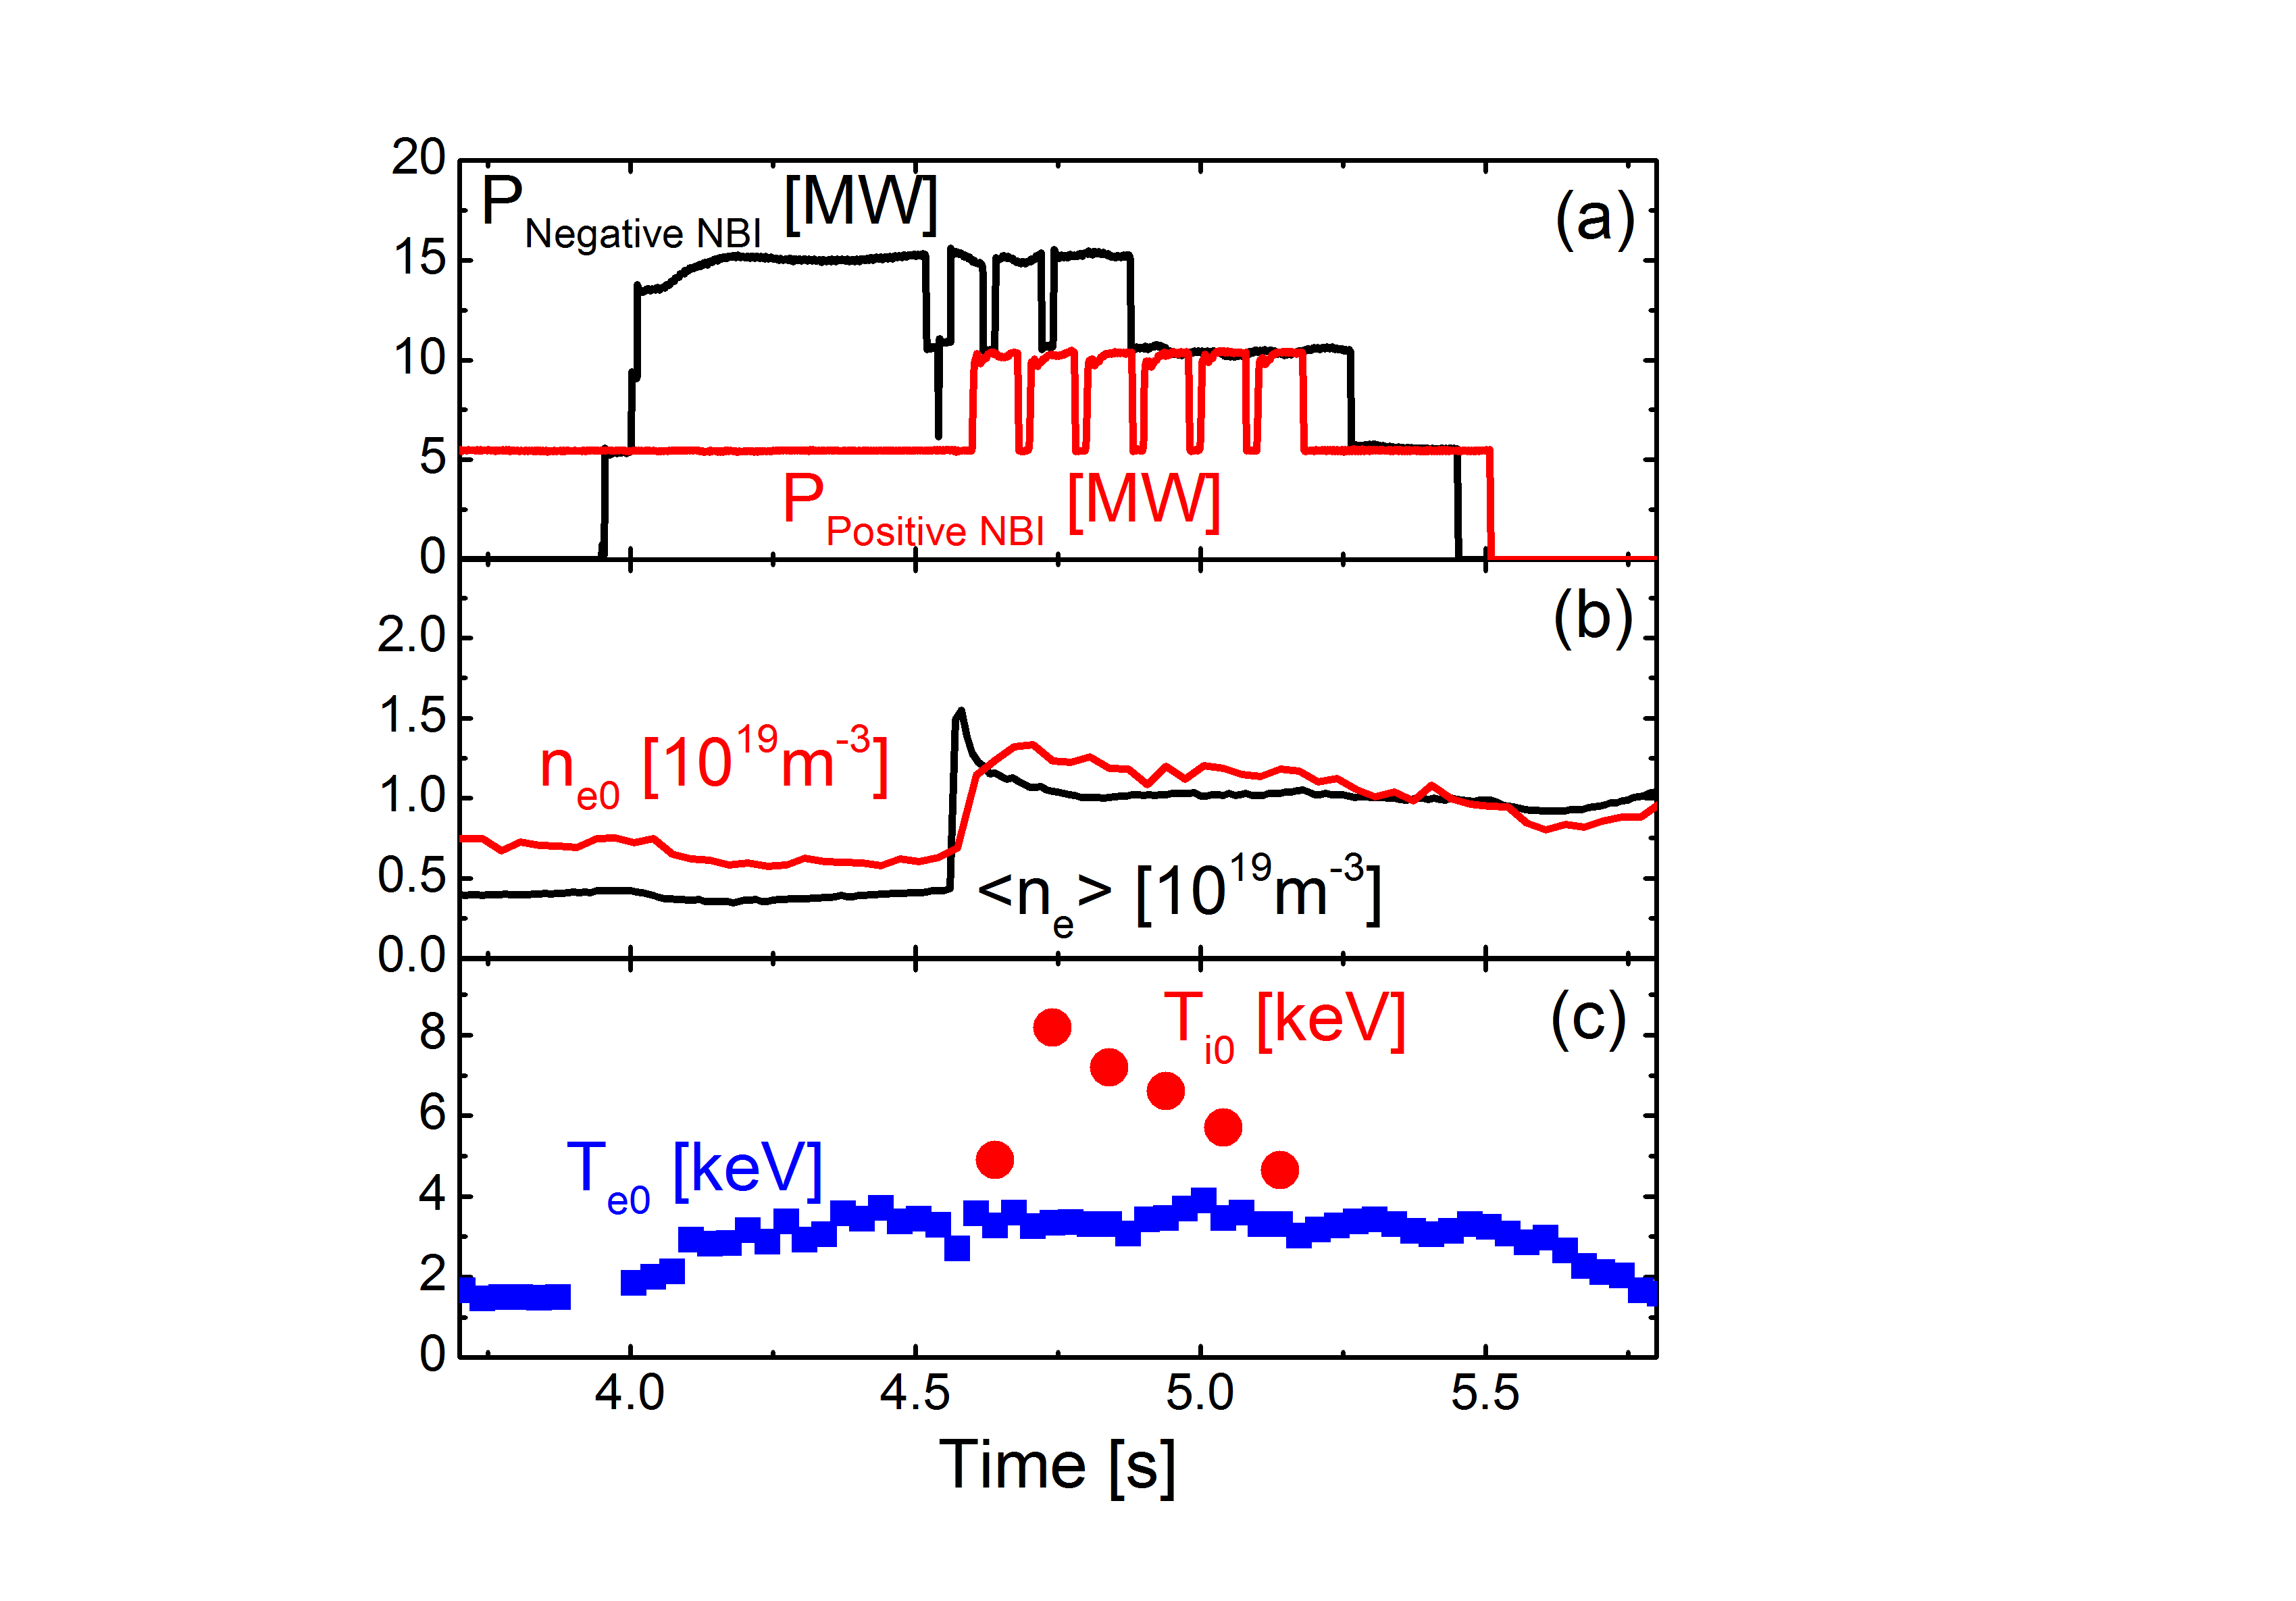 20
P_Negative NBI [MW]
(a)
15
10
5
P_Positive NBI [MW]
0
(b)
2.0
1.5
n_e0 [10^19 m^-3]
1.0
0.5
<n_e> [10^19 m^-3]
0.0
T_i0 [keV]
(c)
8
6
T_e0 [keV]
4
2
0
4.0 4.5 5.0 5.5
Time [s]